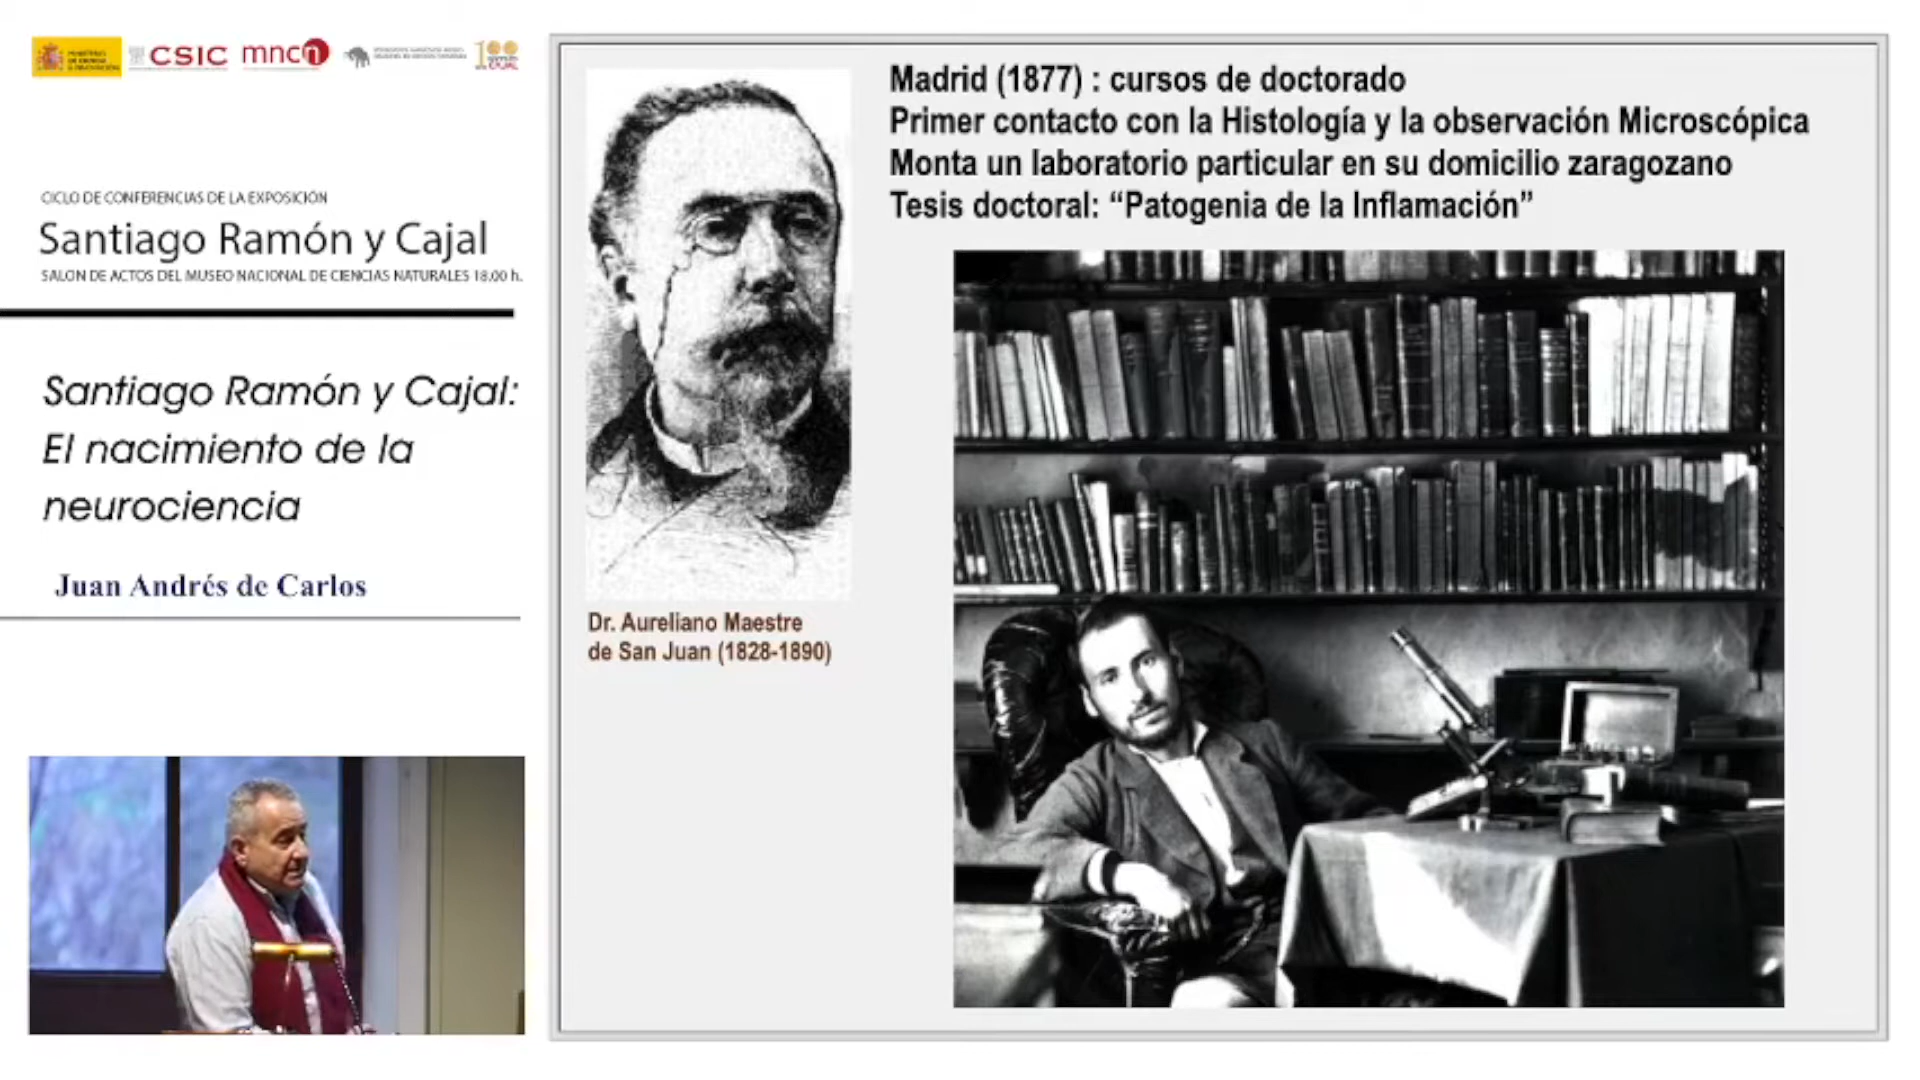 CSIC
mncn
CICLO DE CONFERENCIAS DE LA EXPOSICIÓN
Santiago Ramón y Cajal
SALON DE ACTOS DEL MUSEO NACIONAL DE CIENCIAS NATURALES 18,00 h.
Santiago Ramón y Cajal:
El nacimiento de la
neurociencia
Juan Andrés de Carlos
Madrid (1877) : cursos de doctorado
Primer contacto con la Histología y la observación Microscópica
Monta un laboratorio particular en su domicilio zaragozano
Tesis doctoral: “Patogenia de la Inflamación”
Dr. Aureliano Maestre
de San Juan (1828-1890)